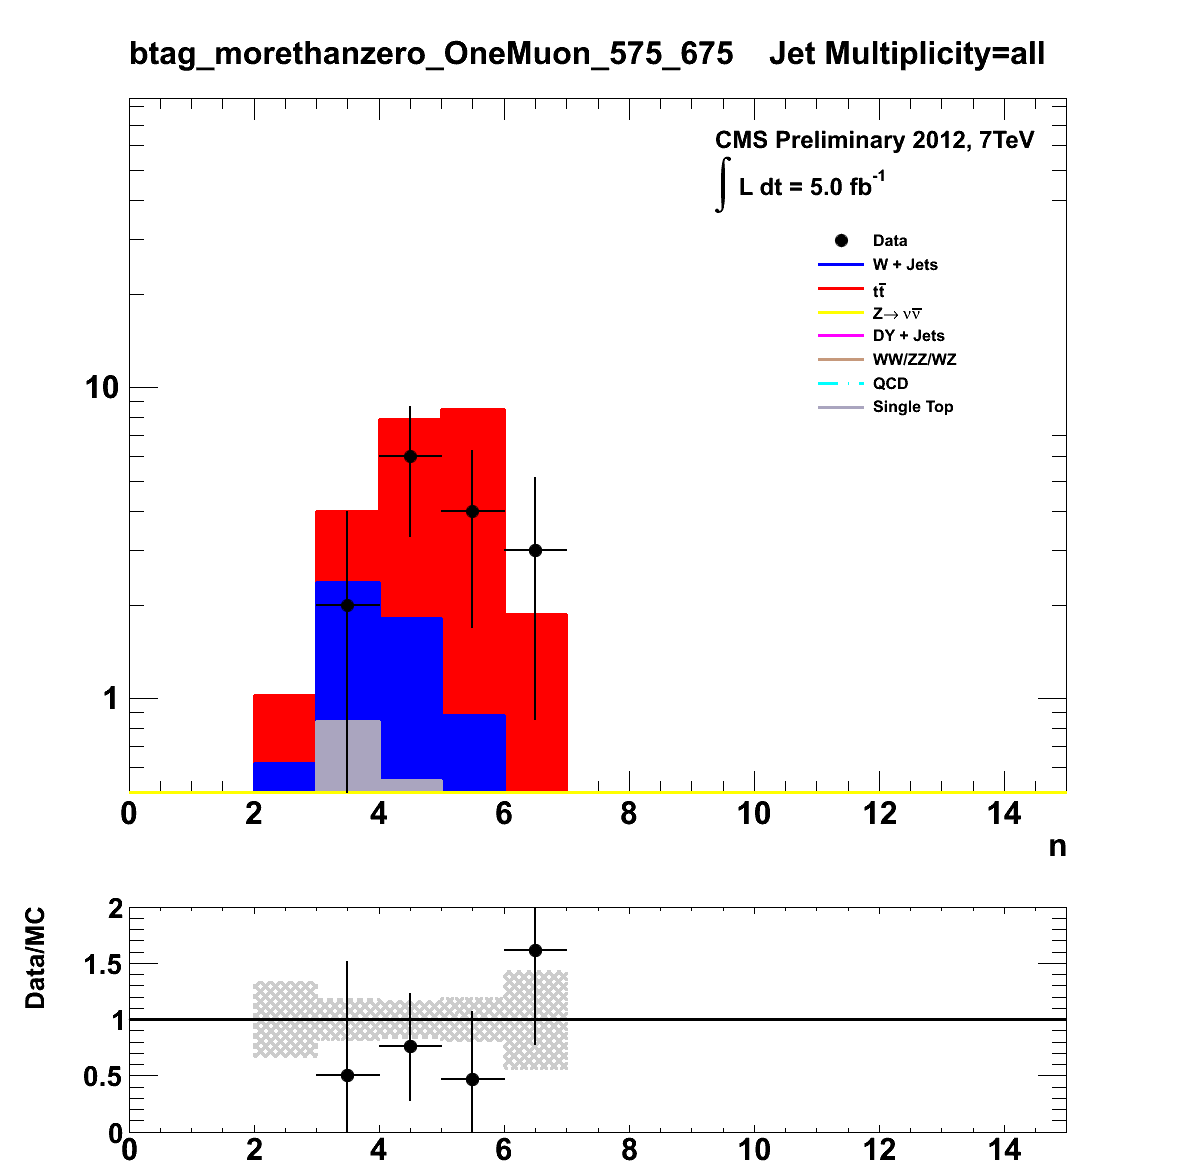 btag_morethanzero_OneMuon_575_675 Jet Multiplicity=all
CMS Preliminary 2012, 7TeV
∫ L dt = 5.0 fb⁻¹
Data
W + Jets
tt̅
Z→ νν̅
DY + Jets
WW/ZZ/WZ
QCD
Single Top
10
1
0 2 4 6 8 10 12 14
n
Data/MC
2
1.5
1
0.5
0
0 2 4 6 8 10 12 14